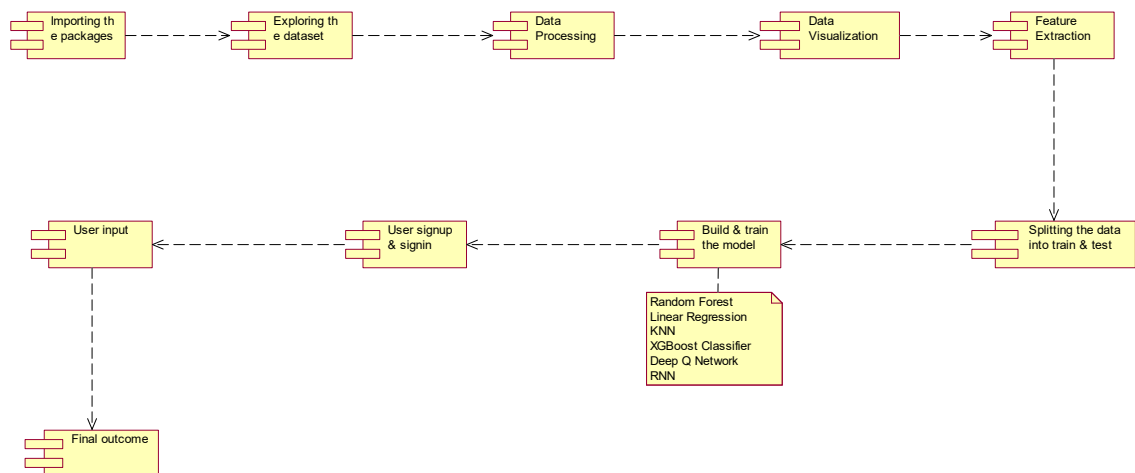 Importing th
e packages
Exploring th
e dataset
Data
Processing
Data
Visualization
Feature
Extraction
User input
User signup
& signin
Build & train
the model
Splitting the data
into train & test
Random Forest
Linear Regression
KNN
XGBoost Classifier
Deep Q Network
RNN
Final outcome